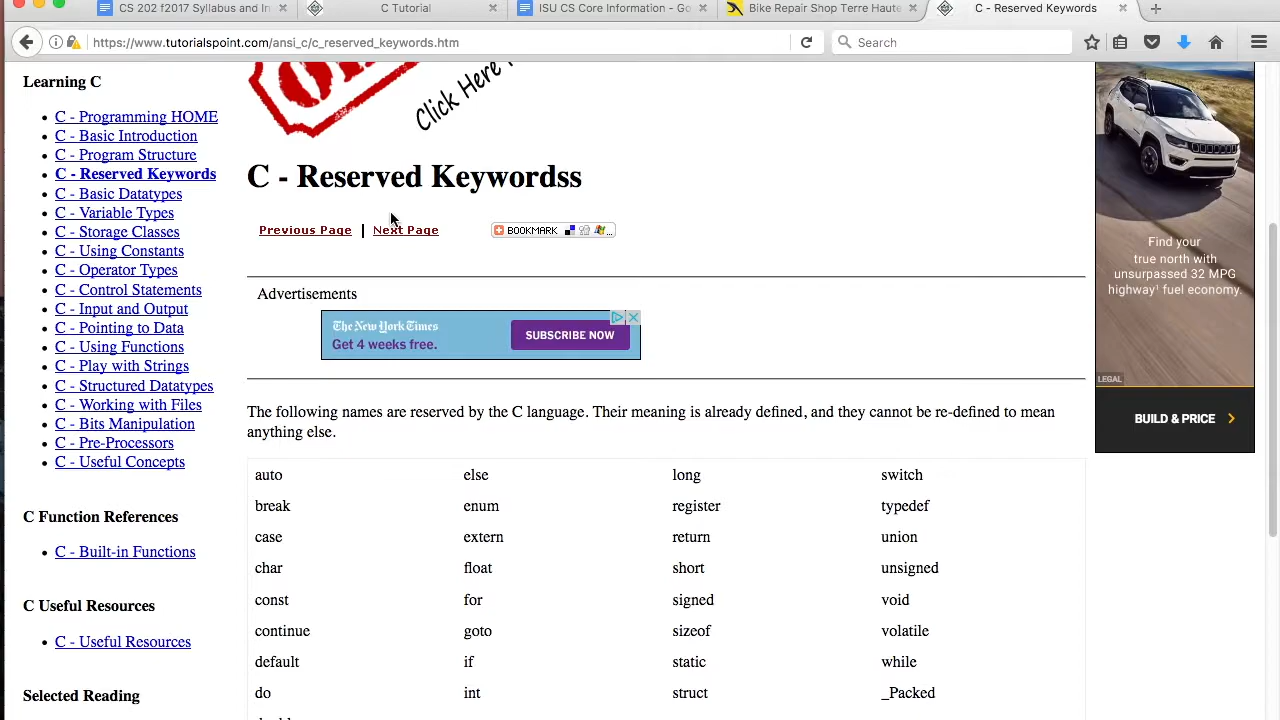 CS 202 f2017 Syllabus and In
C Tutorial
ISU CS Core Information - Go
Bike Repair Shop Terre Haute
C - Reserved Keywords
https://www.tutorialspoint.com/ansi_c/c_reserved_keywords.htm
Search
Learning C
C - Programming HOME
C - Basic Introduction
C - Program Structure
C - Reserved Keywords
C - Basic Datatypes
C - Variable Types
C - Storage Classes
C - Using Constants
C - Operator Types
C - Control Statements
C - Input and Output
C - Pointing to Data
C - Using Functions
C - Play with Strings
C - Structured Datatypes
C - Working with Files
C - Bits Manipulation
C - Pre-Processors
C - Useful Concepts
C Function References
C - Built-in Functions
C Useful Resources
C - Useful Resources
Selected Reading
Click Here
C - Reserved Keywordss
Previous Page | Next Page
BOOKMARK
Advertisements
The New York Times
Get 4 weeks free.
SUBSCRIBE NOW
The following names are reserved by the C language. Their meaning is already defined, and they cannot be re-defined to mean
anything else.
auto else long switch
break enum register typedef
case extern return union
char float short unsigned
const for signed void
continue goto sizeof volatile
default if static while
do int struct _Packed
Find your
true north with
unsurpassed 32 MPG
highway¹ fuel economy.
LEGAL
BUILD & PRICE